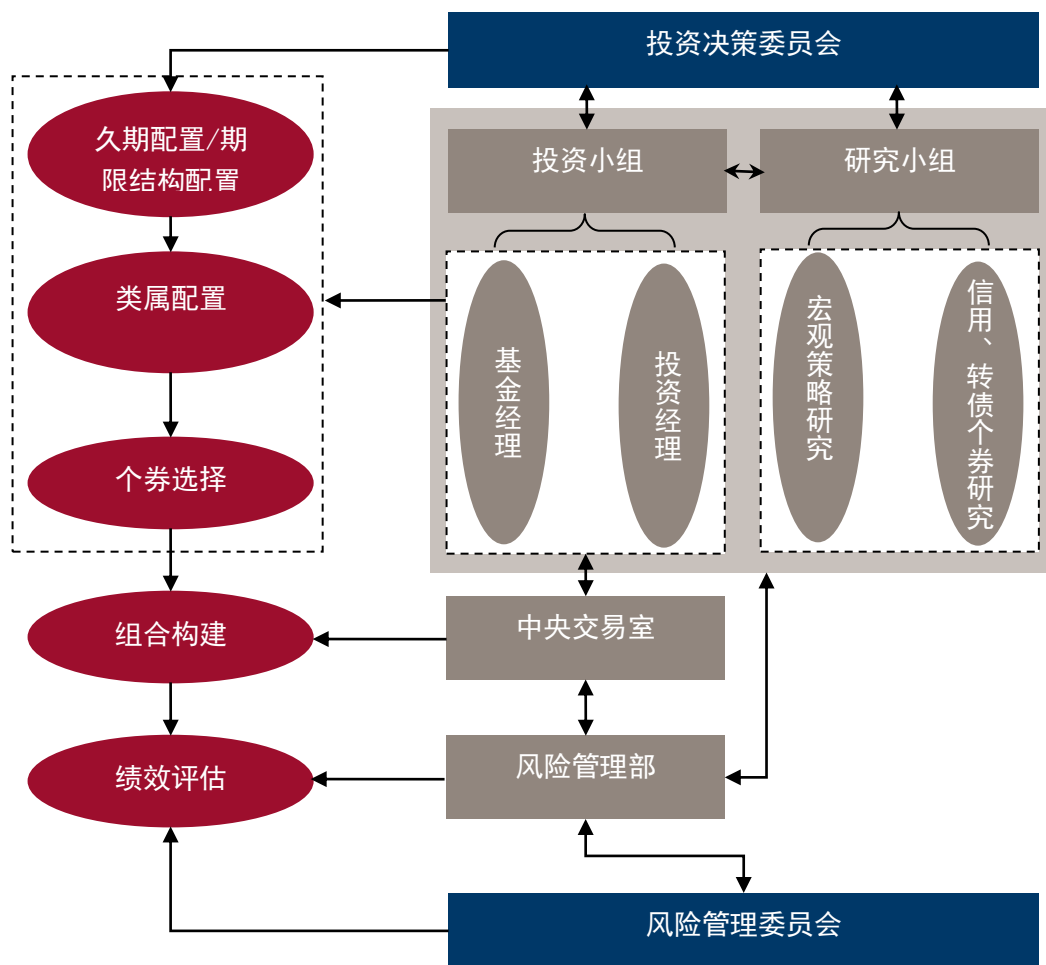 投资决策委员会
久期配置/期
限结构配置
投资小组
研究小组
类属配置
基金经理
投资经理
宏观策略研究
信用、转债个券研究
个券选择
组合构建
中央交易室
绩效评估
风险管理部
风险管理委员会